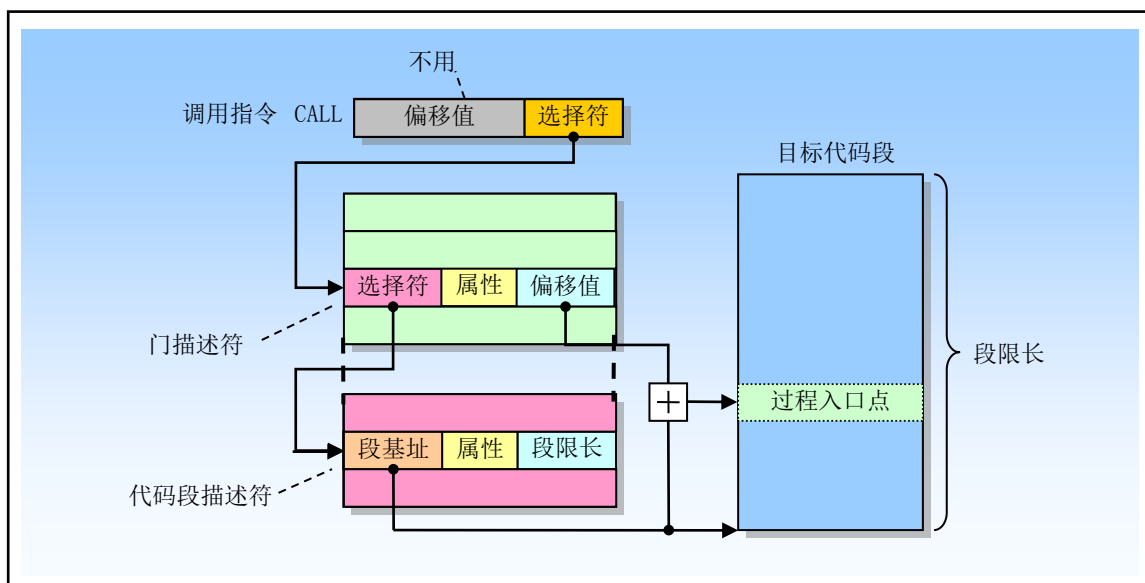 不用
调用指令 CALL 偏移值 选择符
目标代码段
选择符 属性 偏移值
门描述符
段限长
过程入口点
段基址 属性 段限长
代码段描述符